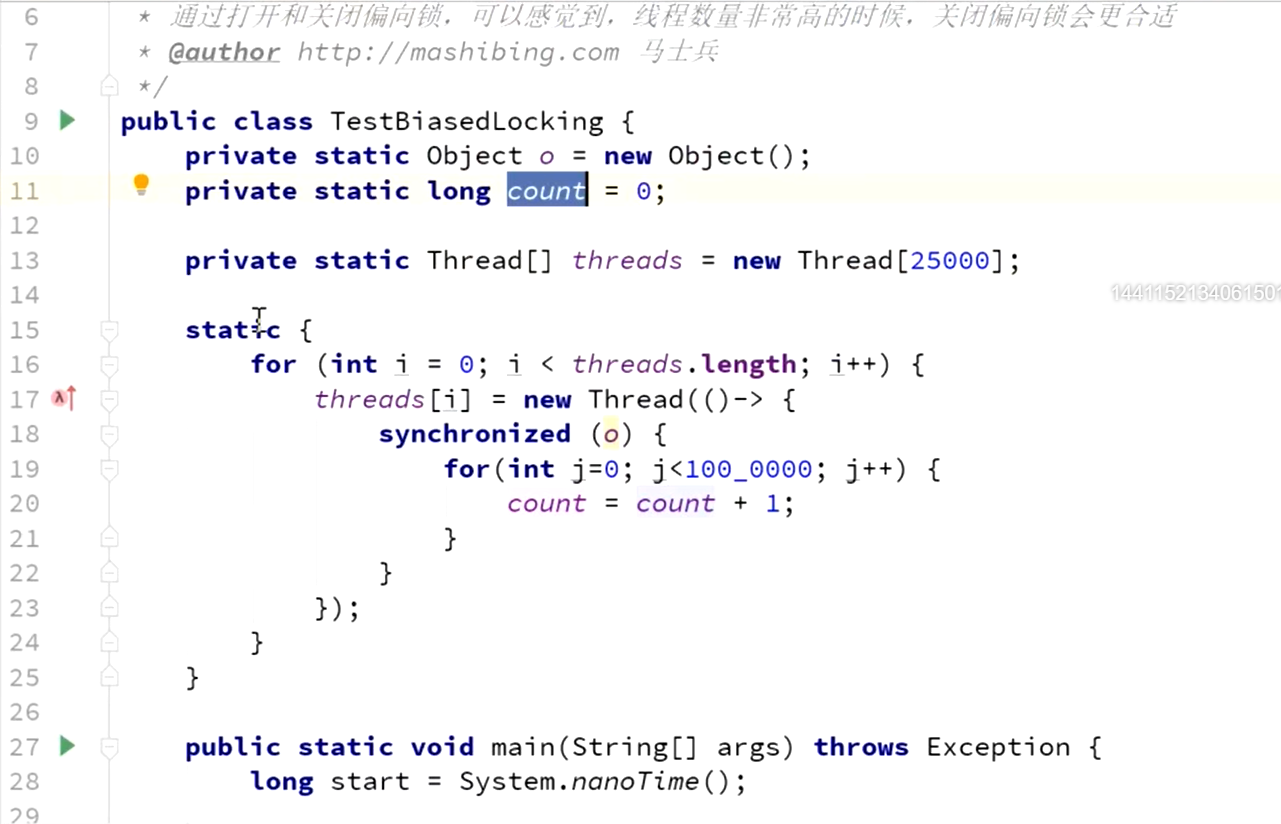 6 * 通过打开和关闭偏向锁，可以感觉到，线程数量非常高的时候，关闭偏向锁会更合适
7 * @author http://mashibing.com 马士兵
8 */
9 public class TestBiasedLocking {
10 private static Object o = new Object();
11 private static long count = 0;
12
13 private static Thread[] threads = new Thread[25000];
14
1441152134061501
15 static {
16 for (int i = 0; i < threads.length; i++) {
17 threads[i] = new Thread(()-> {
18 synchronized (o) {
19 for(int j=0; j<100_0000; j++) {
20 count = count + 1;
21 }
22 }
23 });
24 }
25 }
26
27 public static void main(String[] args) throws Exception {
28 long start = System.nanoTime();
29